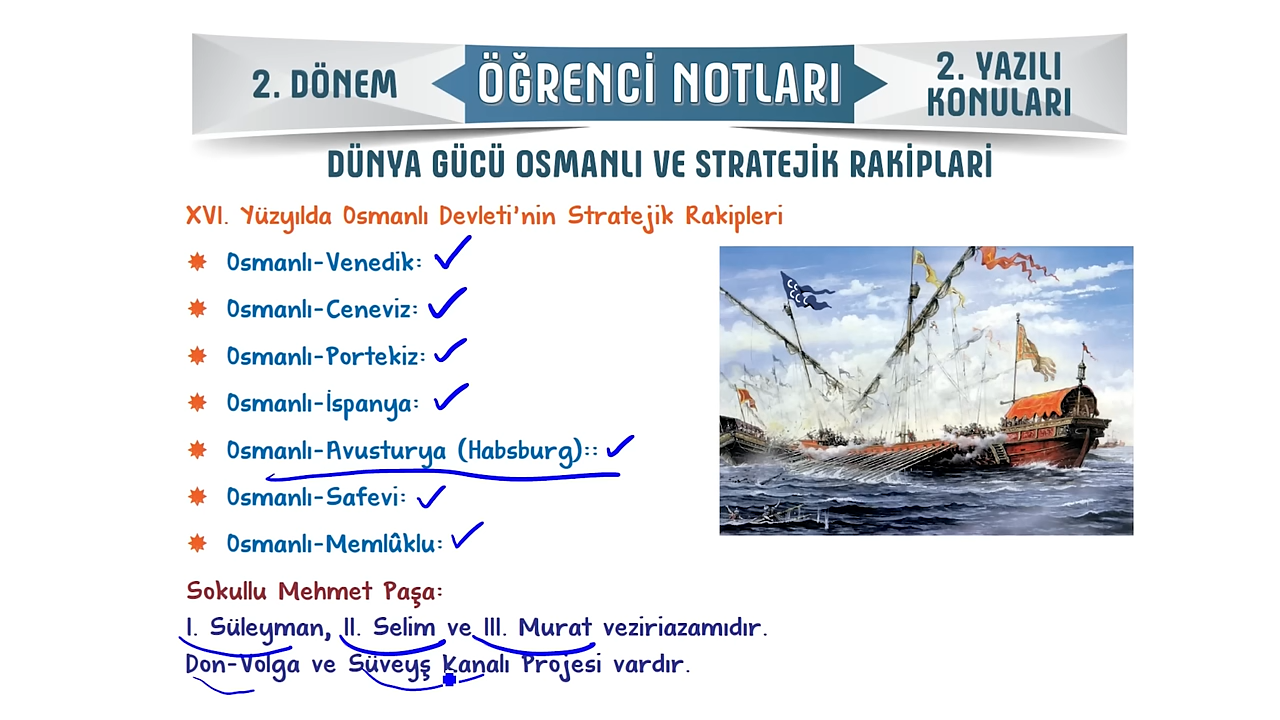 2. DÖNEM
ÖĞRENCİ NOTLARI
2. YAZILI
KONULARI
DÜNYA GÜCÜ OSMANLI VE STRATEJİK RAKİPLARİ
XVI. Yüzyılda Osmanlı Devleti'nin Stratejik Rakipleri
Osmanlı-Venedik:
Osmanlı-Ceneviz:
Osmanlı-Portekiz:
Osmanlı-İspanya:
Osmanlı-Avusturya (Habsburg)::
Osmanlı-Safevi:
Osmanlı-Memlûklu:
Sokullu Mehmet Paşa:
I. Süleyman, II. Selim ve III. Murat veziriazamıdır.
Don-Volga ve Süveyş Kanalı Projesi vardır.